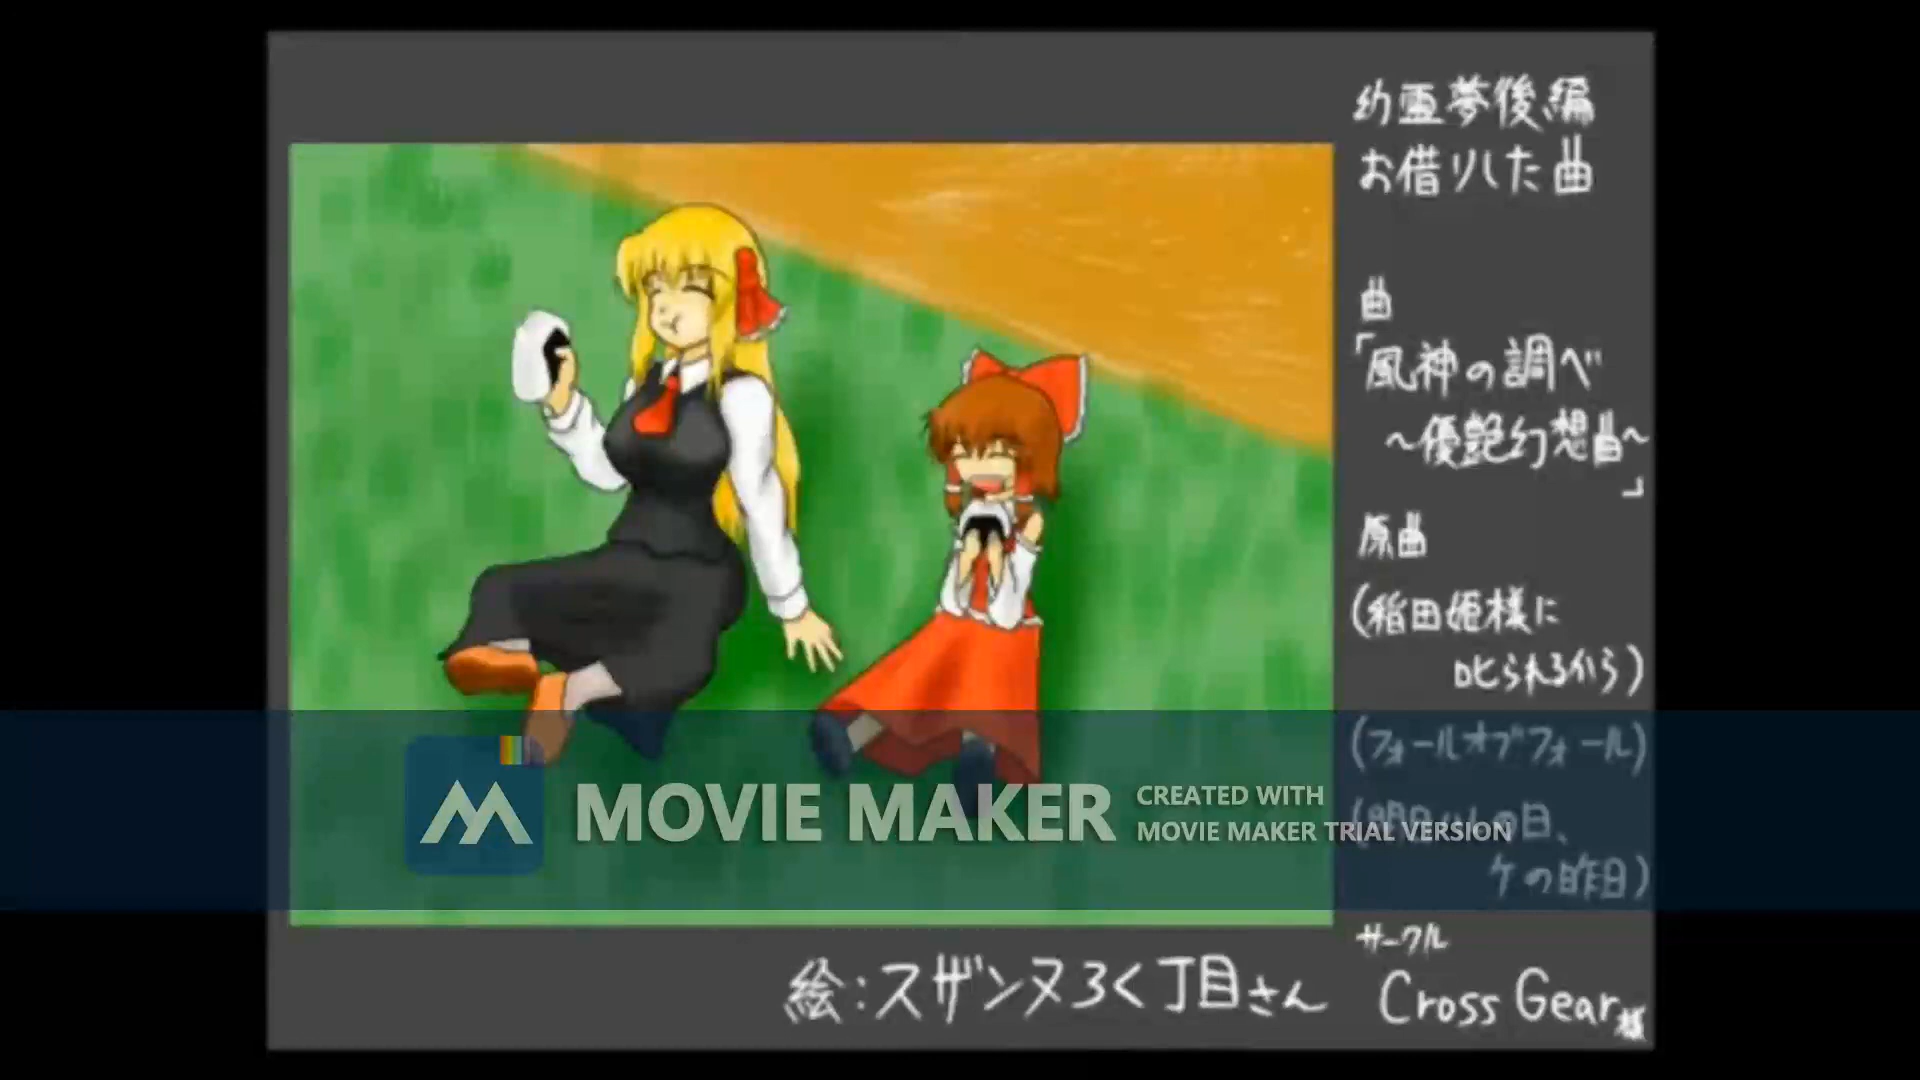 幼霊夢後編
お借りした曲
曲
「風神の調べ
～優艶幻想曲～
」
原曲
(稲田姫様に
叱られるから)
(フォールオブフォール)
(明日ハレの日、
ケの昨日)
サークル
Cross Gear様
絵:スザンヌろく丁目さん
MOVIE MAKER
CREATED WITH
MOVIE MAKER TRIAL VERSION